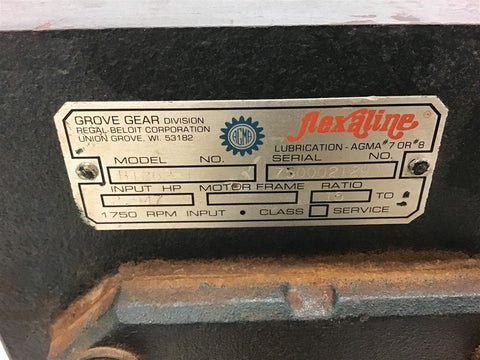 GROVE GEAR DIVISION
REGAL-BELOIT CORPORATION
UNION GROVE, WI. 53182
AGMA
flexaline
LUBRICATION - AGMA #7 OR #8
MODEL NO. SERIAL NO.
INPUT HP MOTOR FRAME RATIO
TO
1750 RPM INPUT • CLASS SERVICE